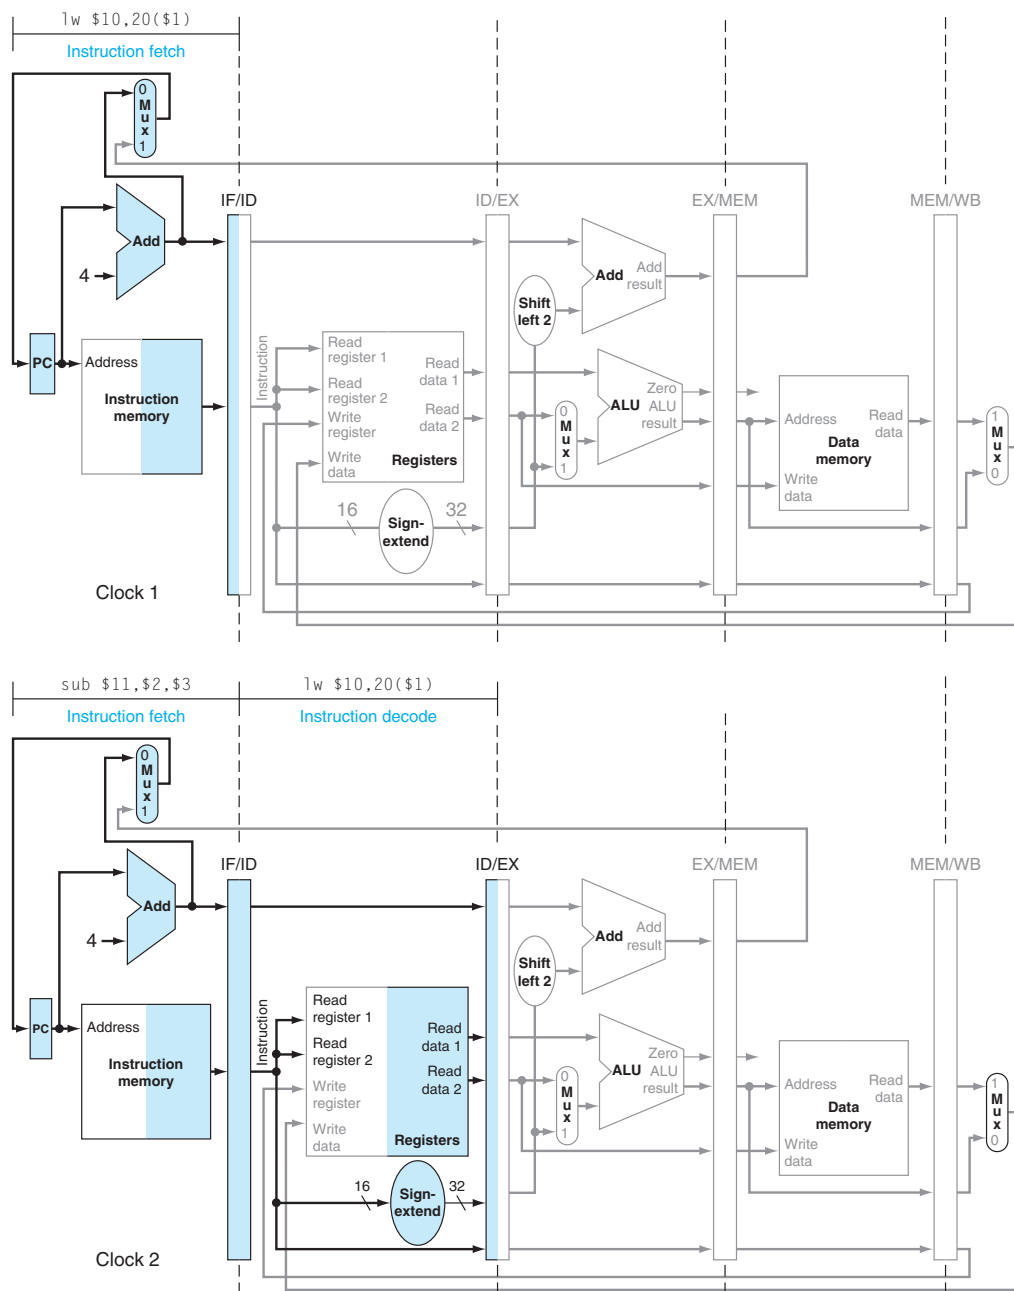 lw $10,20($1)
Instruction fetch
0
M
u
x
1
IF/ID
ID/EX
EX/MEM
MEM/WB
Add
4
Add
Add
result
Shift
left 2
PC
Address
Instruction
memory
Instruction
Read
register 1
Read
register 2
Write
register
Write
data
Read
data 1
Read
data 2
Registers
0
M
u
x
1
Zero
ALU
ALU
result
Address
Read
data
Data
memory
Write
data
1
M
u
x
0
16
Sign-
extend
32
Clock 1
sub $11,$2,$3
lw $10,20($1)
Instruction fetch
Instruction decode
0
M
u
x
1
IF/ID
ID/EX
EX/MEM
MEM/WB
Add
4
Add
Add
result
Shift
left 2
PC
Address
Instruction
memory
Instruction
Read
register 1
Read
register 2
Write
register
Write
data
Read
data 1
Read
data 2
Registers
0
M
u
x
1
Zero
ALU
ALU
result
Address
Read
data
Data
memory
Write
data
1
M
u
x
0
16
Sign-
extend
32
Clock 2